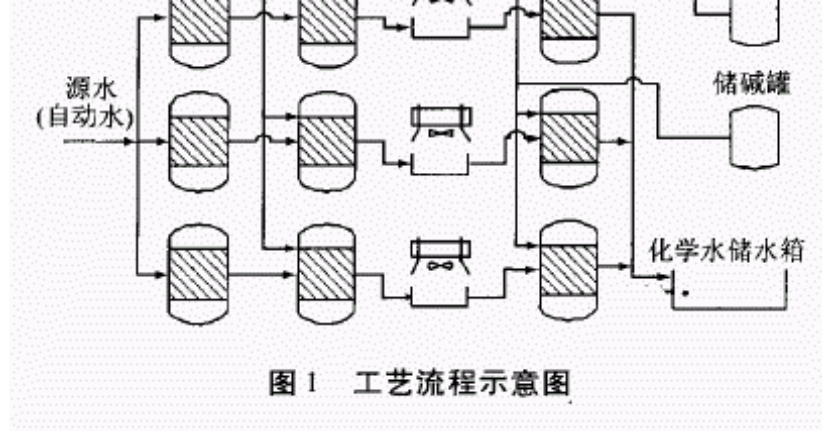 源水
(自动水)
储碱罐
化学水储水箱
图1 工艺流程示意图